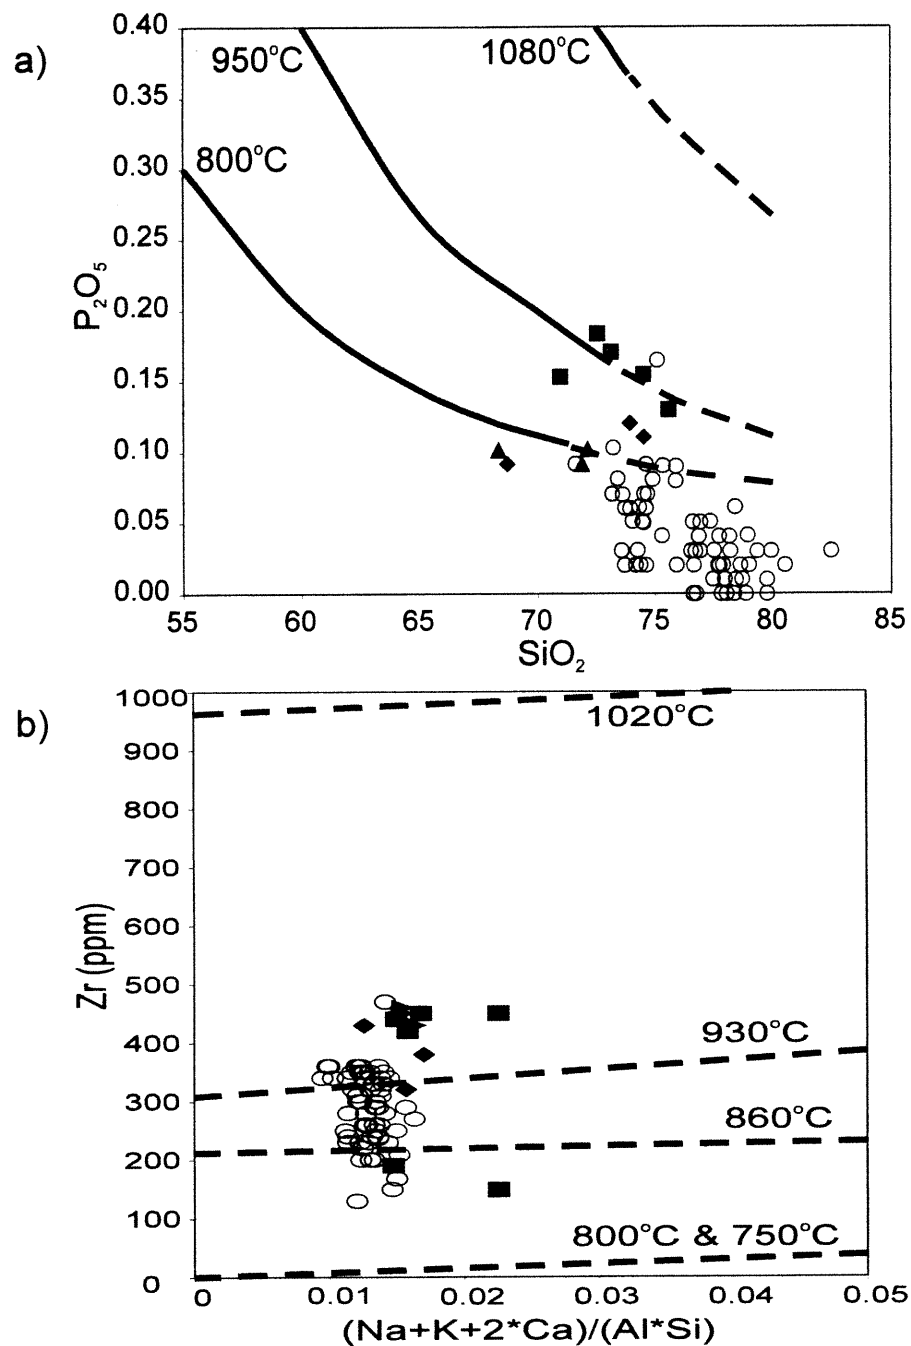 a)
0.40
0.35
0.30
0.25
0.20
0.15
0.10
0.05
0.00
P₂O₅
950°C
1080°C
800°C
55 60 65 70 75 80 85
SiO₂
b)
1000
900
800
700
600
500
400
300
200
100
0
Zr (ppm)
1020°C
930°C
860°C
800°C & 750°C
0 0.01 0.02 0.03 0.04 0.05
(Na+K+2*Ca)/(Al*Si)